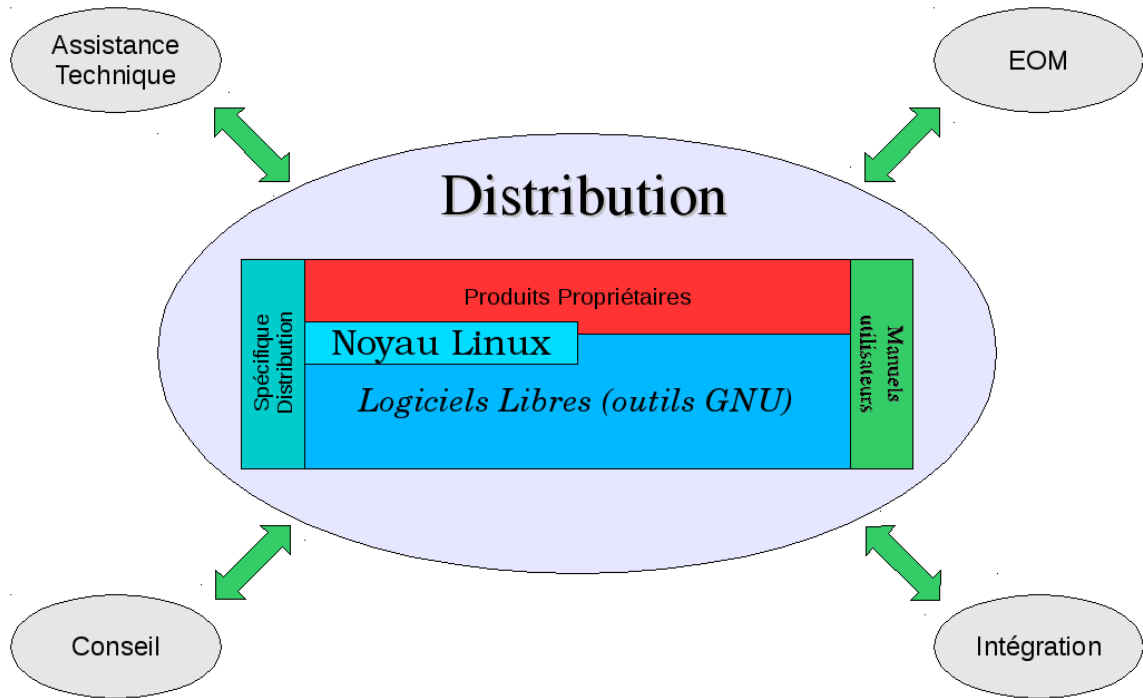 Assistance
Technique
EOM
Distribution
Spécifique
Distribution
Produits Propriétaires
Noyau Linux
Logiciels Libres (outils GNU)
Manuels
utilisateurs
Conseil
Intégration